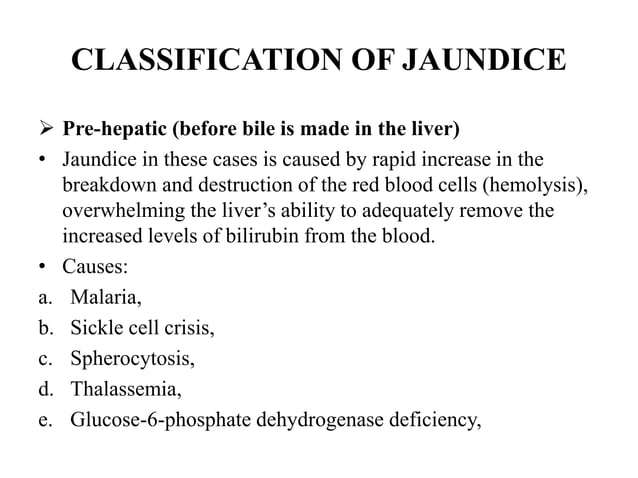 CLASSIFICATION OF JAUNDICE
➢ Pre-hepatic (before bile is made in the liver)
• Jaundice in these cases is caused by rapid increase in the
breakdown and destruction of the red blood cells (hemolysis),
overwhelming the liver’s ability to adequately remove the
increased levels of bilirubin from the blood.
• Causes:
a. Malaria,
b. Sickle cell crisis,
c. Spherocytosis,
d. Thalassemia,
e. Glucose-6-phosphate dehydrogenase deficiency,